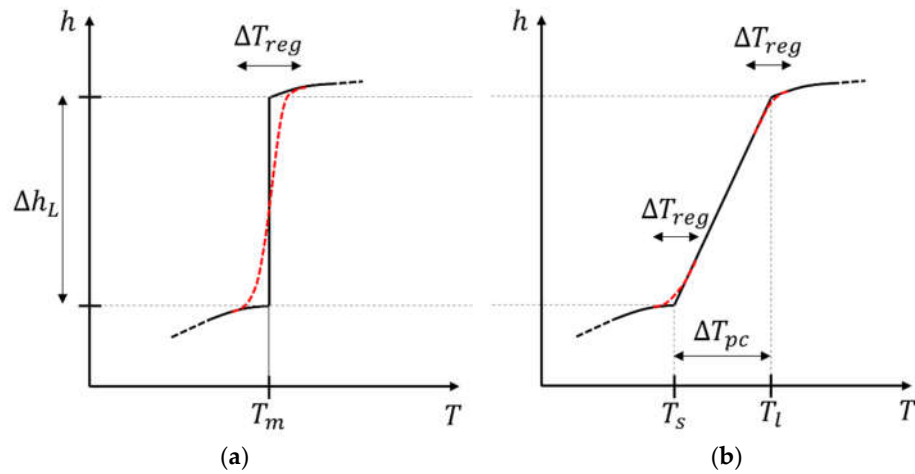 h
ΔT_reg
Δh_L
T_m
T
(a)
h
ΔT_reg
ΔT_reg
ΔT_pc
T_s
T_l
T
(b)